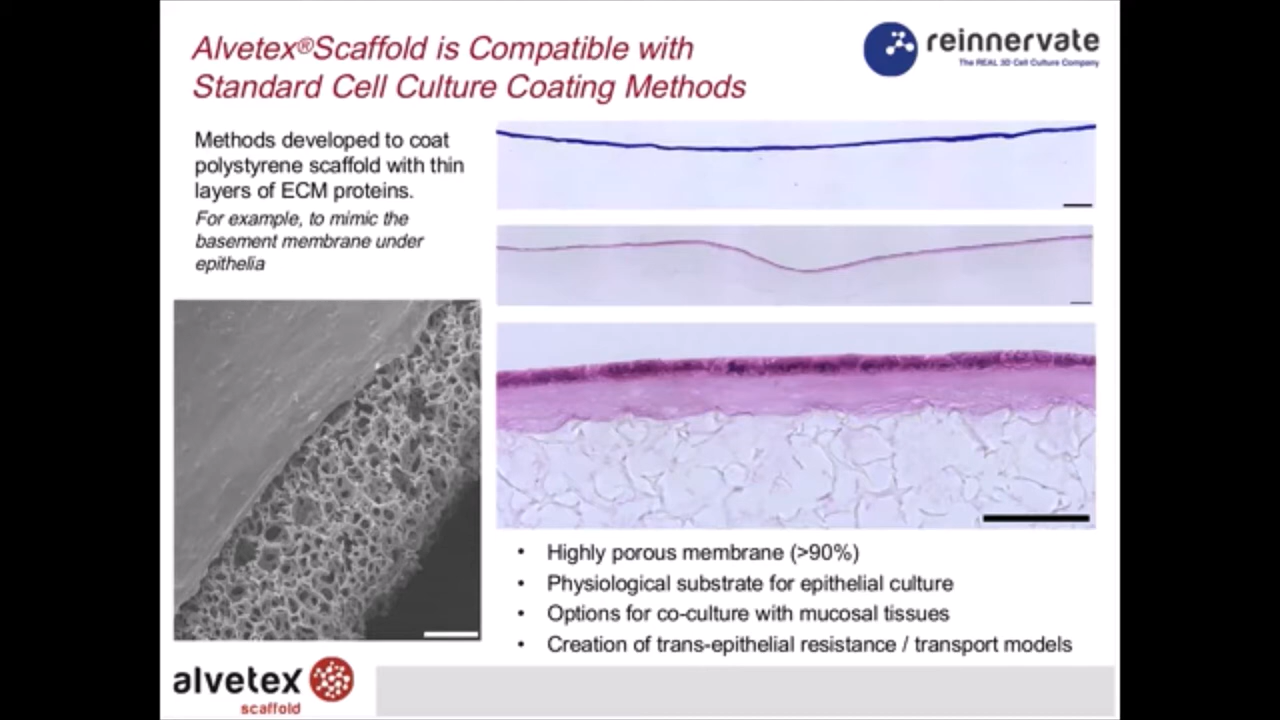 Alvetex®Scaffold is Compatible with
Standard Cell Culture Coating Methods
reinnervate
The REAL 3D Cell Culture Company
Methods developed to coat
polystyrene scaffold with thin
layers of ECM proteins.
For example, to mimic the
basement membrane under
epithelia
• Highly porous membrane (>90%)
• Physiological substrate for epithelial culture
• Options for co-culture with mucosal tissues
• Creation of trans-epithelial resistance / transport models
alvetex
scaffold